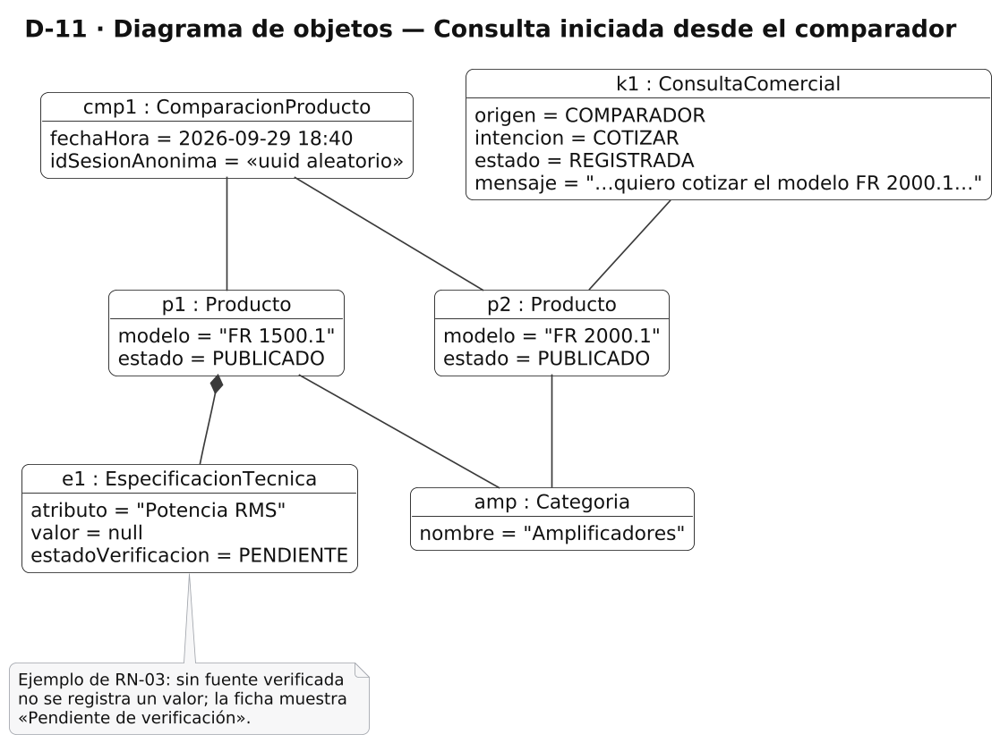 D-11 · Diagrama de objetos — Consulta iniciada desde el comparador
cmp1 : ComparacionProducto
fechaHora = 2026-09-29 18:40
idSesionAnonima = «uuid aleatorio»
k1 : ConsultaComercial
origen = COMPARADOR
intencion = COTIZAR
estado = REGISTRADA
mensaje = "...quiero cotizar el modelo FR 2000.1..."
p1 : Producto
modelo = "FR 1500.1"
estado = PUBLICADO
p2 : Producto
modelo = "FR 2000.1"
estado = PUBLICADO
e1 : EspecificacionTecnica
atributo = "Potencia RMS"
valor = null
estadoVerificacion = PENDIENTE
amp : Categoria
nombre = "Amplificadores"
Ejemplo de RN-03: sin fuente verificada
no se registra un valor; la ficha muestra
«Pendiente de verificación».